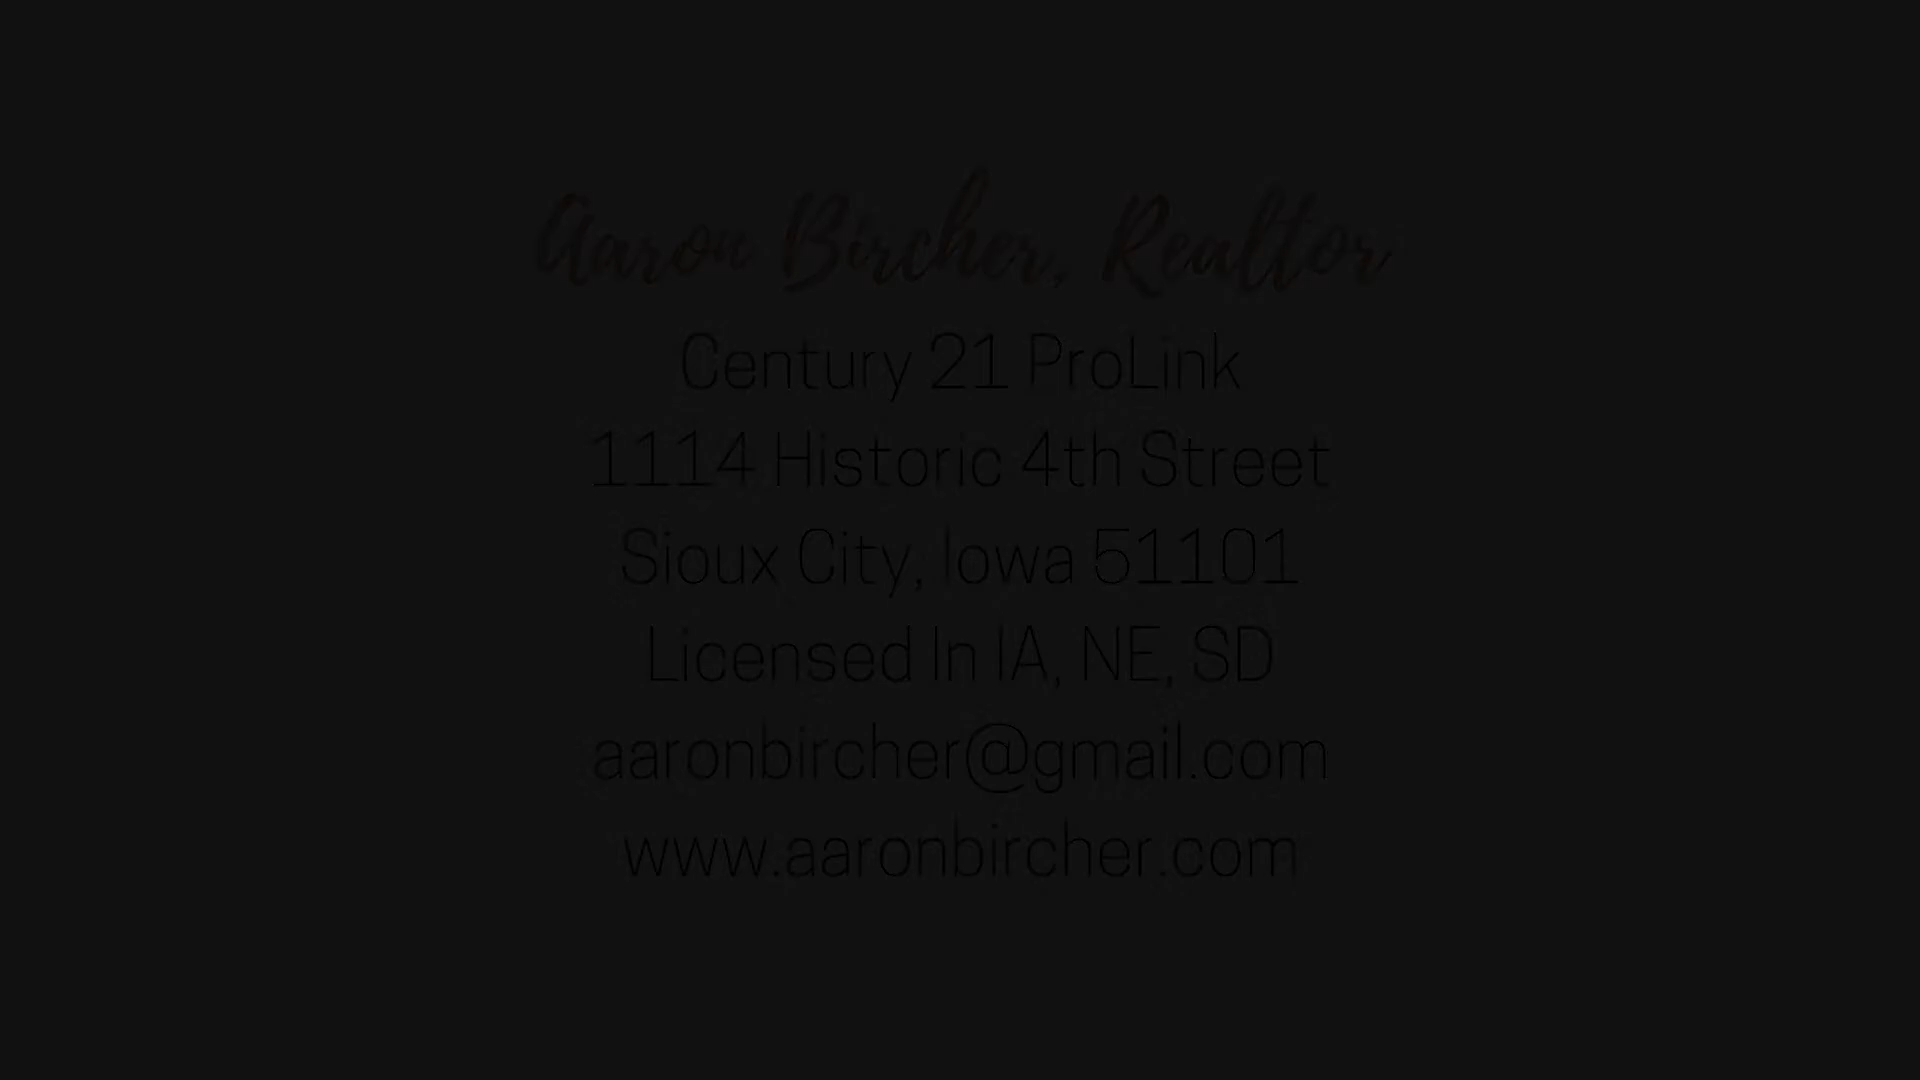 Aaron Bircher, Realtor
Century 21 ProLink
1114 Historic 4th Street
Sioux City, Iowa 51101
Licensed In IA, NE, SD
aaronbircher@gmail.com
www.aaronbircher.com